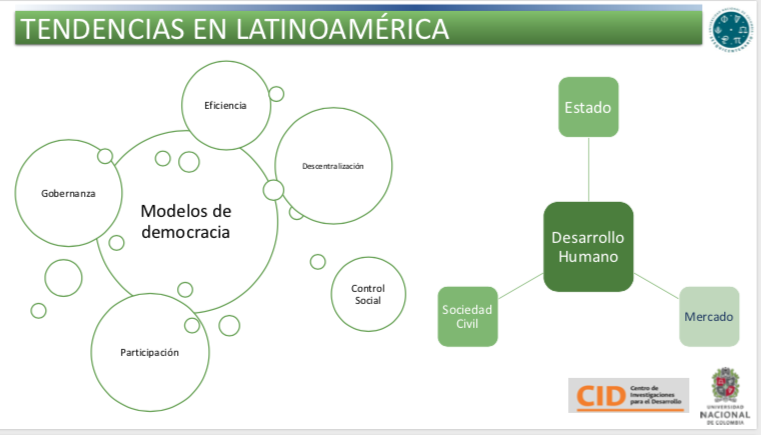 TENDENCIAS EN LATINOAMÉRICA
Eficiencia
Descentralización
Gobernanza
Modelos de
democracia
Control
Social
Participación
Estado
Desarrollo
Humano
Sociedad
Civil
Mercado
CID
Centro de
Investigaciones
para el Desarrollo
UNIVERSIDAD
NACIONAL
DE COLOMBIA